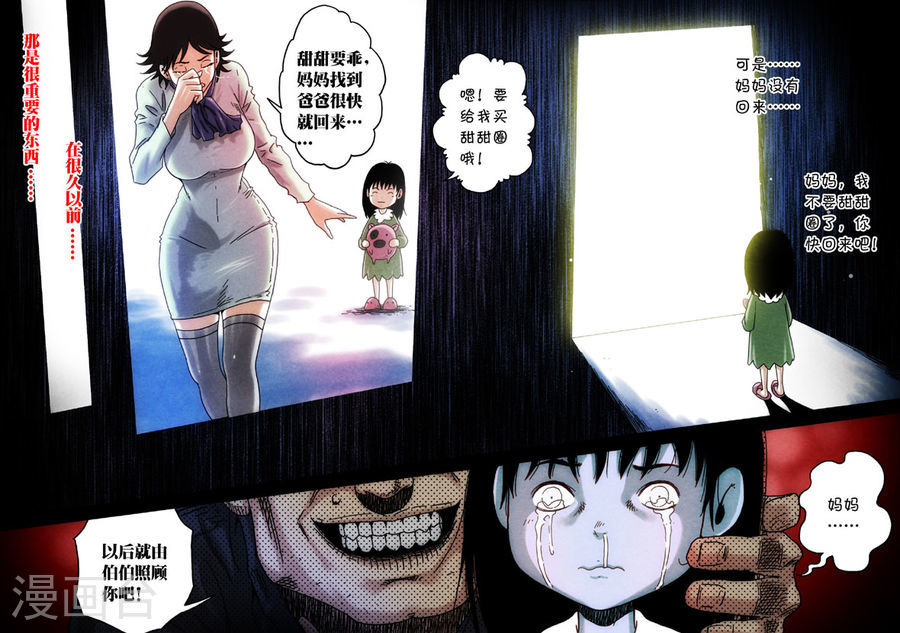 在很久以前……
那是很重要的东西……
甜甜要乖，
妈妈找到
爸爸很快
就回来……
……
嗯！要
给我买
甜甜圈
哦！
可是……
妈妈没有
回来……
妈妈，我
不要甜甜
圈了，你
快回来吧！
以后就由
伯伯照顾
你吧！
妈妈
……
漫画台